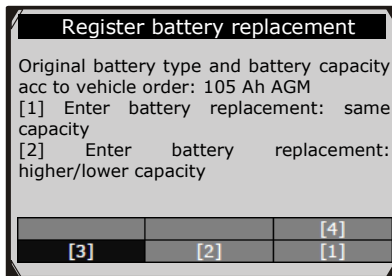 Register battery replacement
Original battery type and battery capacity
acc to vehicle order: 105 Ah AGM
[1] Enter battery replacement: same
capacity
[2] Enter battery replacement:
higher/lower capacity
[4]
[3] [2] [1]